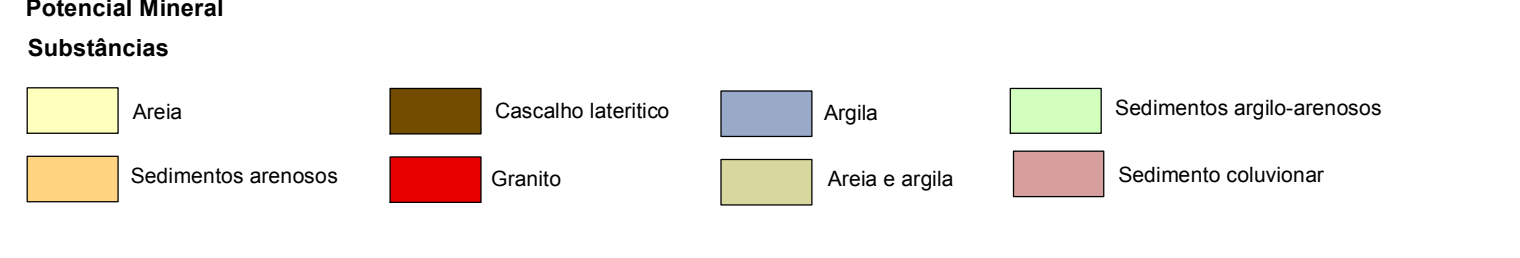 Potencial Mineral
Substâncias
Areia
Cascalho lateritico
Argila
Sedimentos argilo-arenosos
Sedimentos arenosos
Granito
Areia e argila
Sedimento coluvionar